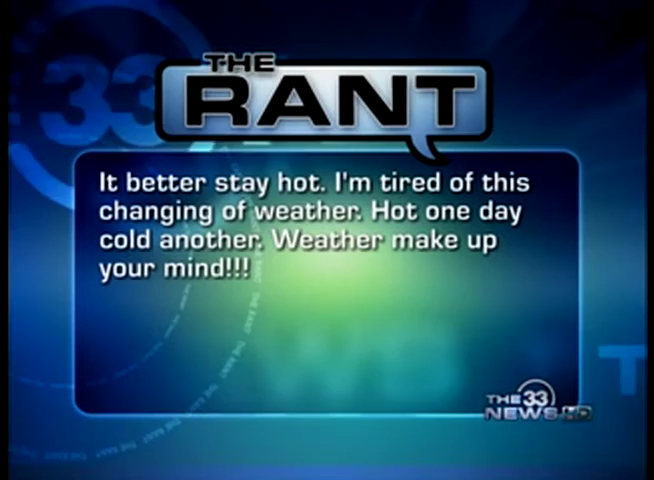 33
THE
RANT
It better stay hot. I'm tired of this
changing of weather. Hot one day
cold another. Weather make up
your mind!!!
T
THE 33
NEWS HD